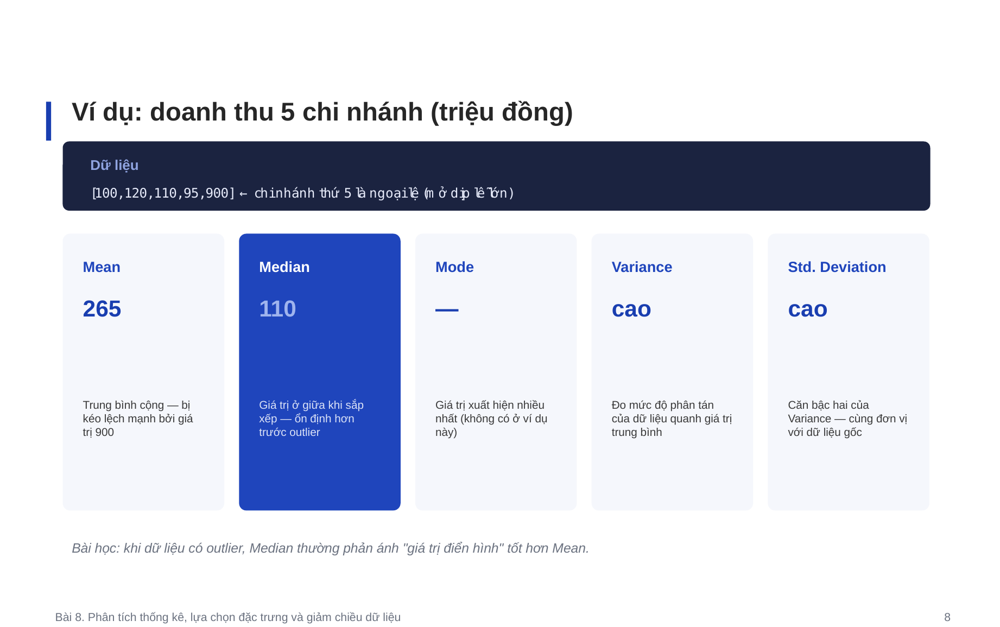 Ví dụ: doanh thu 5 chi nhánh (triệu đồng)
Dữ liệu
[100,120,110,95,900] ← chi nhánh thứ 5 là ngoại lệ (mở dịp lễ lớn)
Mean
265
Trung bình cộng — bị
kéo lệch mạnh bởi giá
trị 900
Median
110
Giá trị ở giữa khi sắp
xếp — ổn định hơn
trước outlier
Mode
—
Giá trị xuất hiện nhiều
nhất (không có ở ví dụ
này)
Variance
cao
Đo mức độ phân tán
của dữ liệu quanh giá trị
trung bình
Std. Deviation
cao
Căn bậc hai của
Variance — cùng đơn vị
với dữ liệu gốc
Bài học: khi dữ liệu có outlier, Median thường phản ánh "giá trị điển hình" tốt hơn Mean.
Bài 8. Phân tích thống kê, lựa chọn đặc trưng và giảm chiều dữ liệu
8